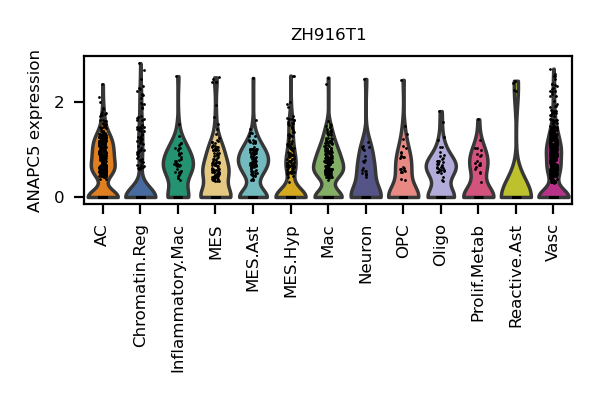 ZH916T1
ANAPC5 expression
2
0
AC
Chromatin.Reg
Inflammatory.Mac
MES
MES.Ast
MES.Hyp
Mac
Neuron
OPC
Oligo
Prolif.Metab
Reactive.Ast
Vasc